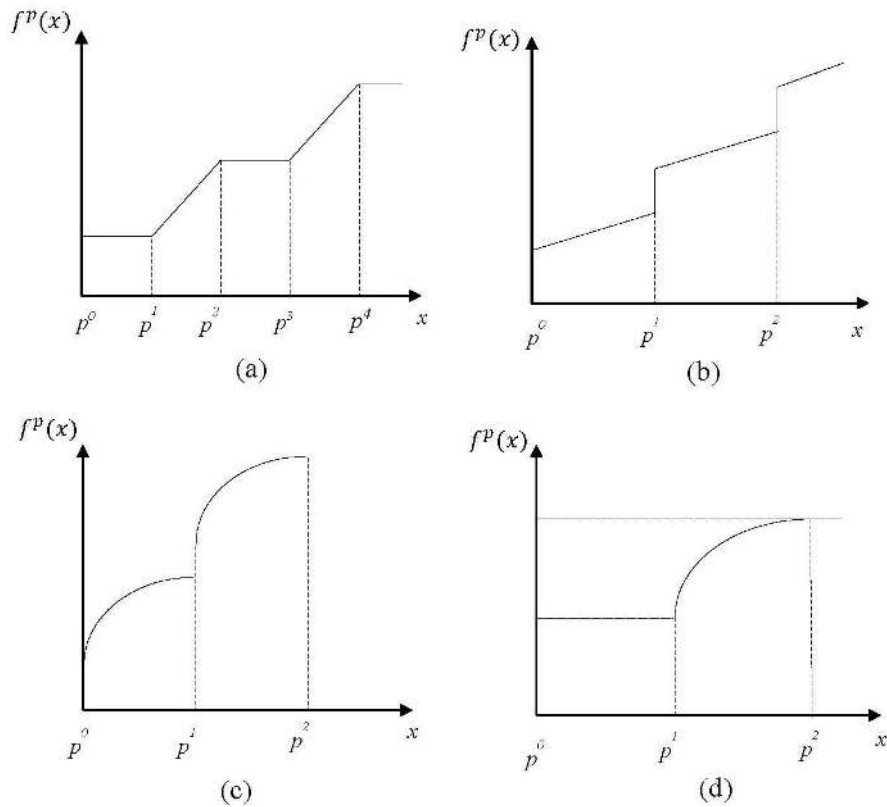 f^p(x)
p^0 p^1 p^2 p^3 p^4 x
(a)
f^p(x)
p^0 p^1 p^2 x
(b)
f^p(x)
p^0 p^1 p^2 x
(c)
f^p(x)
p^0 p^1 p^2 x
(d)